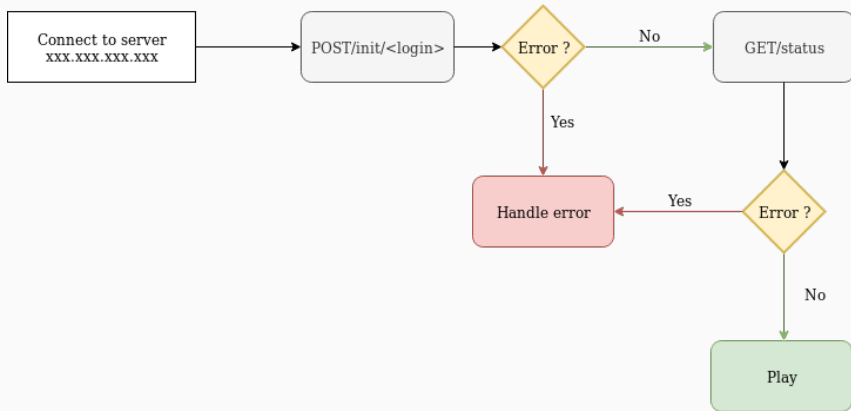 Connect to server
xxx.xxx.xxx.xxx
POST/init/<login>
Error ?
No
GET/status
Yes
Handle error
Yes
Error ?
No
Play